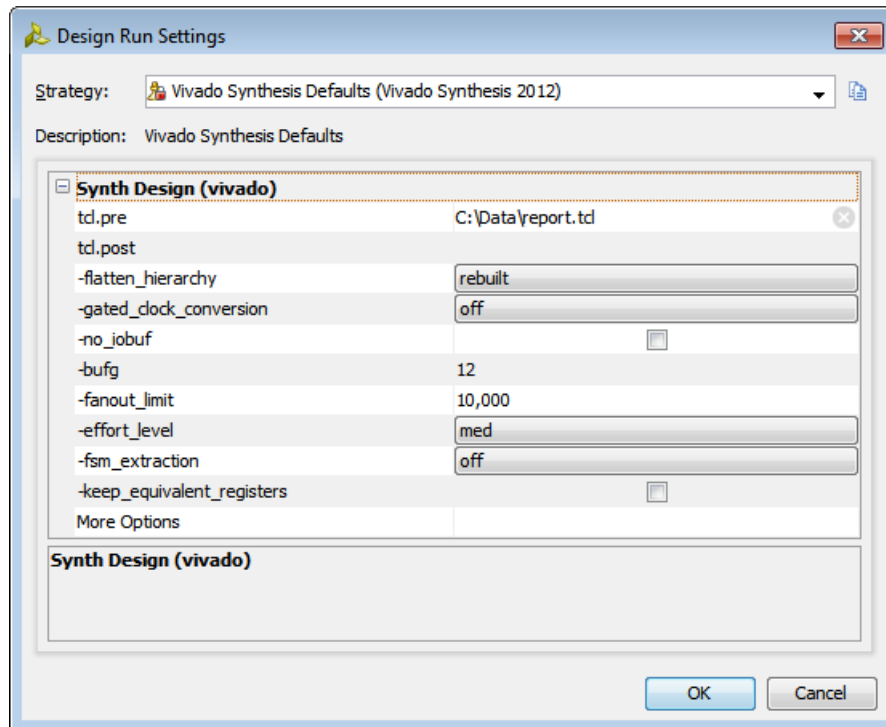 Design Run Settings
Strategy: Vivado Synthesis Defaults (Vivado Synthesis 2012)
Description: Vivado Synthesis Defaults
Synth Design (vivado)
tcl.pre C:\Data\report.tcl
tcl.post
-flatten_hierarchy rebuilt
-gated_clock_conversion off
-no_iobuf
-bufg 12
-fanout_limit 10,000
-effort_level med
-fsm_extraction off
-keep_equivalent_registers
More Options
Synth Design (vivado)
OK Cancel